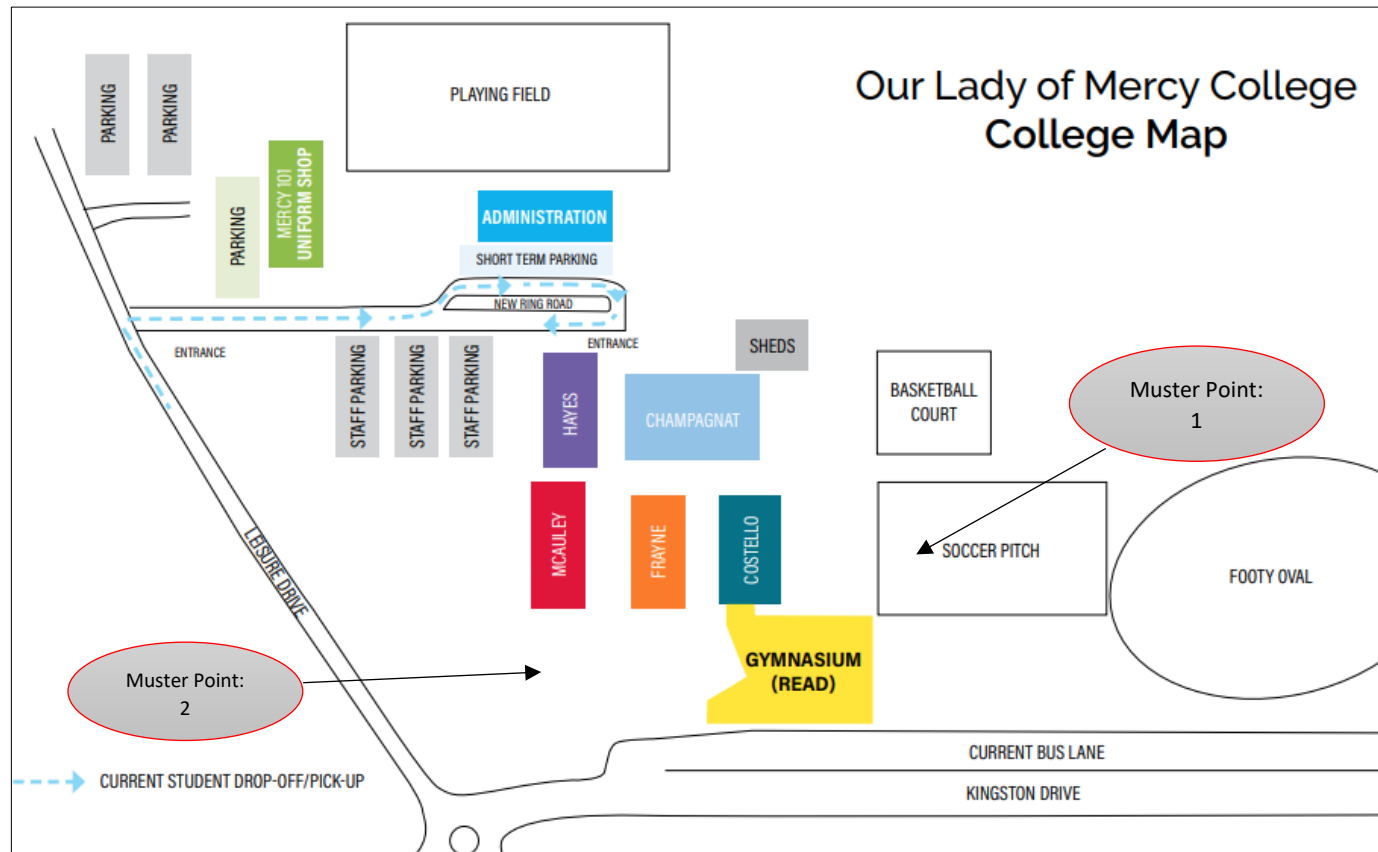 Our Lady of Mercy College
College Map
PARKING
PARKING
PLAYING FIELD
PARKING
MERCY 101
UNIFORM SHOP
ADMINISTRATION
SHORT TERM PARKING
NEW RING ROAD
ENTRANCE
ENTRANCE
STAFF PARKING
STAFF PARKING
STAFF PARKING
HAYES
SHEDS
CHAMPAGNAT
BASKETBALL
COURT
Muster Point:
1
MCAULEY
FRAYNE
COSTELLO
SOCCER PITCH
FOOTY OVAL
LEISURE DRIVE
GYMNASIUM
(READ)
Muster Point:
2
CURRENT BUS LANE
CURRENT STUDENT DROP-OFF/PICK-UP
KINGSTON DRIVE